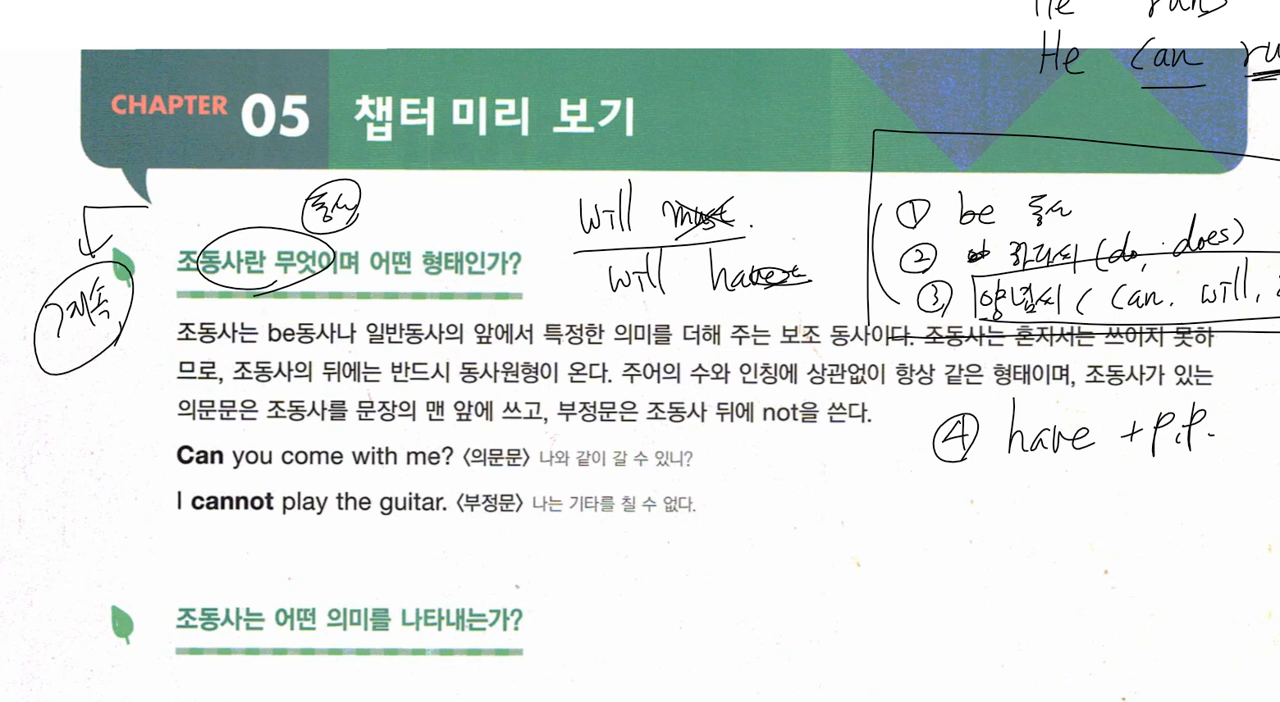 He runs
He can ru
CHAPTER 05 챕터 미리 보기
동사
will must.
will have to
① be 동사
② 하다씨 (do, does)
③ 양념씨 (can, will,
조동사란 무엇이며 어떤 형태인가?
조동사는 be동사나 일반동사의 앞에서 특정한 의미를 더해 주는 보조 동사이다. 조동사는 혼자서는 쓰이지 못하
므로, 조동사의 뒤에는 반드시 동사원형이 온다. 주어의 수와 인칭에 상관없이 항상 같은 형태이며, 조동사가 있는
의문문은 조동사를 문장의 맨 앞에 쓰고, 부정문은 조동사 뒤에 not을 쓴다.
④ have + p.p.
Can you come with me? 〈의문문〉 나와 같이 갈 수 있니?
I cannot play the guitar. 〈부정문〉 나는 기타를 칠 수 없다.
조동사는 어떤 의미를 나타내는가?